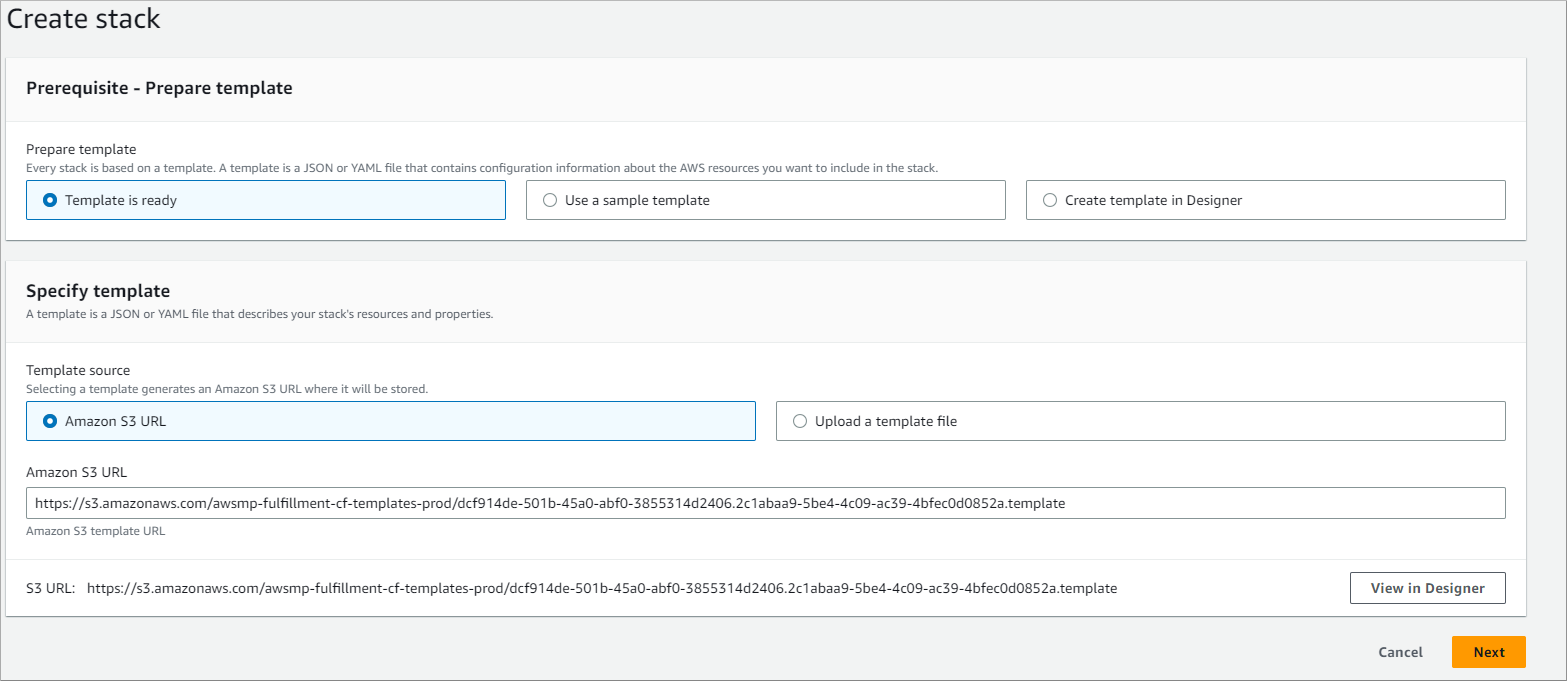 Create stack
Prerequisite - Prepare template
Prepare template
Every stack is based on a template. A template is a JSON or YAML file that contains configuration information about the AWS resources you want to include in the stack.
Template is ready
Use a sample template
Create template in Designer
Specify template
A template is a JSON or YAML file that describes your stack's resources and properties.
Template source
Selecting a template generates an Amazon S3 URL where it will be stored.
Amazon S3 URL
Upload a template file
Amazon S3 URL
https://s3.amazonaws.com/awsmp-fulfillment-cf-templates-prod/dcf914de-501b-45a0-abf0-3855314d2406.2c1abaa9-5be4-4c09-ac39-4bfec0d0852a.template
Amazon S3 template URL
S3 URL: https://s3.amazonaws.com/awsmp-fulfillment-cf-templates-prod/dcf914de-501b-45a0-abf0-3855314d2406.2c1abaa9-5be4-4c09-ac39-4bfec0d0852a.template
View in Designer
Cancel
Next